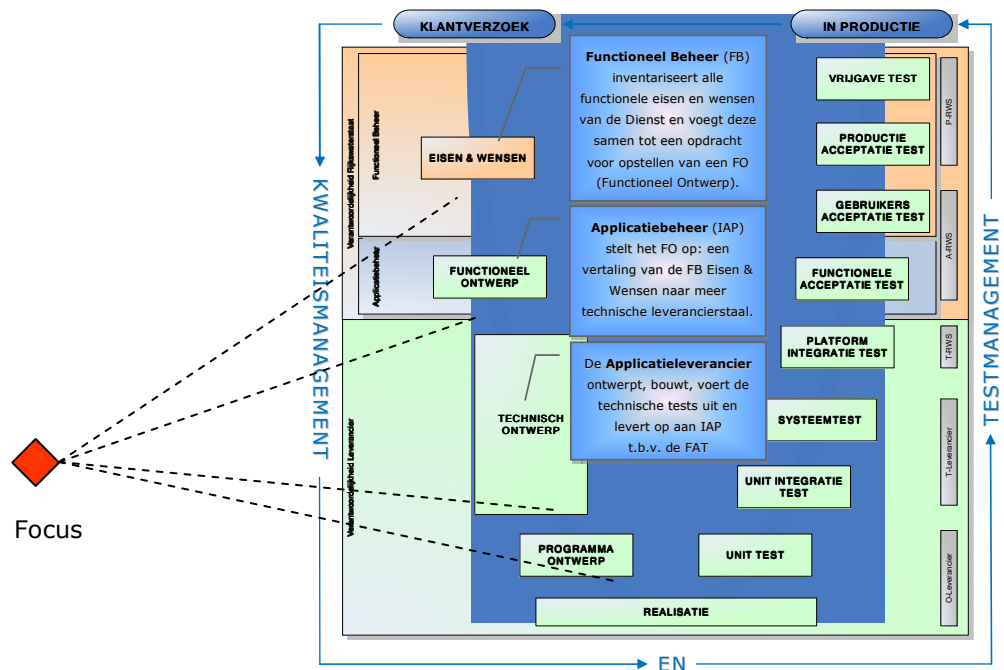 KLANTVERZOEK
IN PRODUCTIE
Functioneel Beheer (FB)
inventariseert alle
functionele eisen en wensen
van de Dienst en voegt deze
samen tot een opdracht
voor opstellen van een FO
(Functioneel Ontwerp).
VRIJGAVE TEST
P-RWS
Verantwoordelijkheid Rijkswaterstaat
Functioneel Beheer
EISEN & WENSEN
PRODUCTIE
ACCEPTATIE TEST
GEBRUIKERS
ACCEPTATIE TEST
A-RWS
KWALITEISMANAGEMENT
TESTMANAGEMENT
Applicatiebeheer (IAP)
stelt het FO op: een
vertaling van de FB Eisen &
Wensen naar meer
technische leverancierstaal.
Applicatiebeheer
FUNCTIONEEL
ONTWERP
FUNCTIONELE
ACCEPTATIE TEST
PLATFORM
INTEGRATIE TEST
T-RWS
De Applicatieleverancier
ontwerpt, bouwt, voert de
technische tests uit en
levert op aan IAP
t.b.v. de FAT
TECHNISCH
ONTWERP
SYSTEEMTEST
T-Leverancier
Verantwoordelijkheid Leverancier
UNIT INTEGRATIE
TEST
Focus
PROGRAMMA
ONTWERP
UNIT TEST
O-Leverancier
REALISATIE
EN